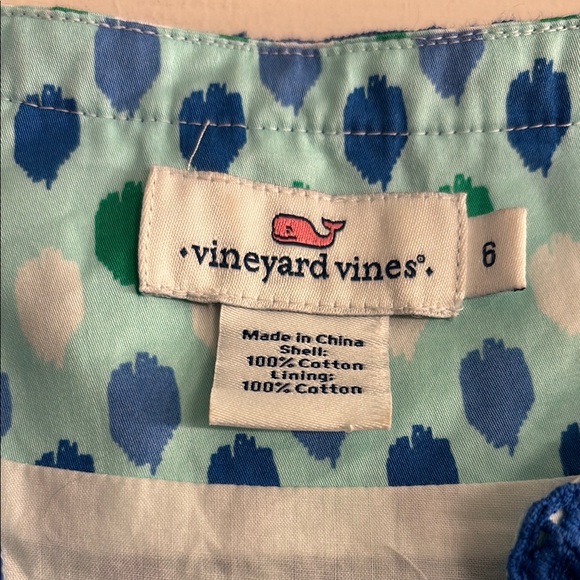 vineyard vines®
6
Made in China
Shell:
100% Cotton
Lining:
100% Cotton